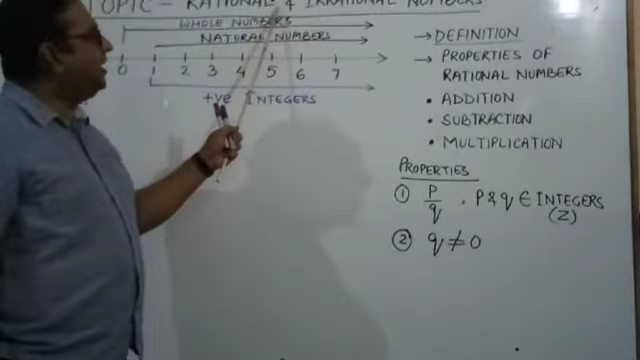 TOPIC - RATIONAL & IRRATIONAL NUMBERS
WHOLE NUMBERS
NATURAL NUMBERS
0 1 2 3 4 5 6 7
+ve INTEGERS
→ DEFINITION
→ PROPERTIES OF
RATIONAL NUMBERS
• ADDITION
• SUBTRACTION
• MULTIPLICATION
PROPERTIES
① P/q , P & q ∈ INTEGERS
(Z)
② q ≠ 0